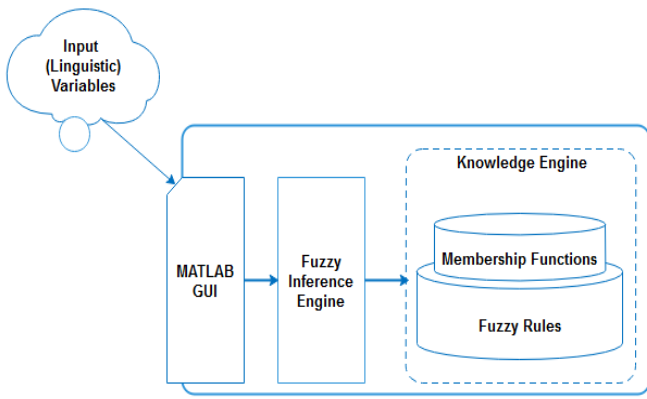 Input
(Linguistic)
Variables
Knowledge Engine
MATLAB
GUI
Fuzzy
Inference
Engine
Membership Functions
Fuzzy Rules